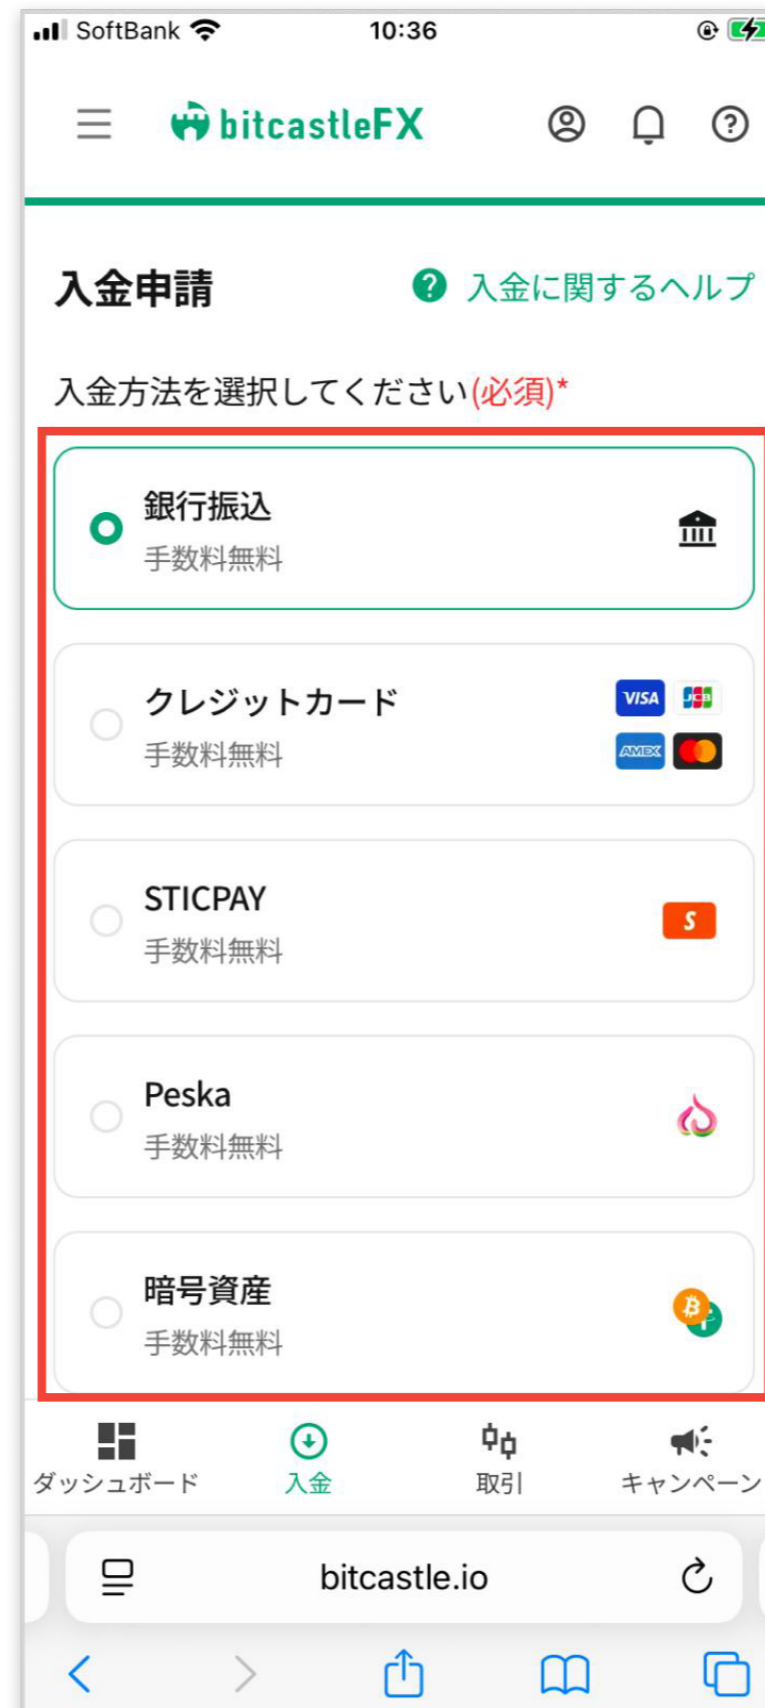 SoftBank 10:36
bitcastleFX
入金申請
? 入金に関するヘルプ
入金方法を選択してください(必須)*
銀行振込
手数料無料
クレジットカード
手数料無料
VISA JCB
AMEX
STICPAY
手数料無料
S
Peska
手数料無料
暗号資産
手数料無料
ダッシュボード 入金 取引 キャンペーン
bitcastle.io